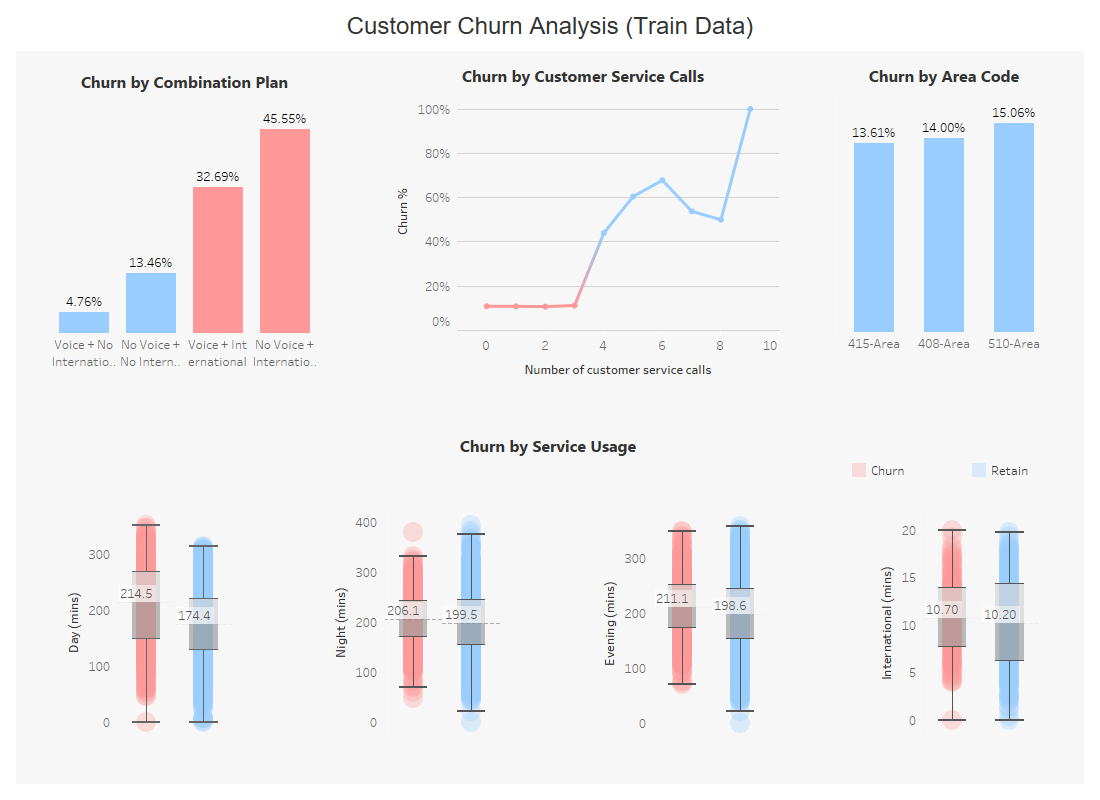 Customer Churn Analysis (Train Data)
Churn by Combination Plan
45.55%
32.69%
13.46%
4.76%
Voice + No
Internatio..
No Voice +
No Intern..
Voice + Int
ernational
No Voice +
Internatio..
Churn by Customer Service Calls
100%
80%
60%
40%
20%
0%
Churn %
0 2 4 6 8 10
Number of customer service calls
Churn by Area Code
13.61% 14.00% 15.06%
415-Area 408-Area 510-Area
Churn by Service Usage
Churn Retain
Day (mins)
300
200
100
0
214.5
174.4
Night (mins)
400
300
200
100
0
206.1
199.5
Evening (mins)
300
200
100
0
211.1
198.6
International (mins)
20
15
10
5
0
10.70
10.20